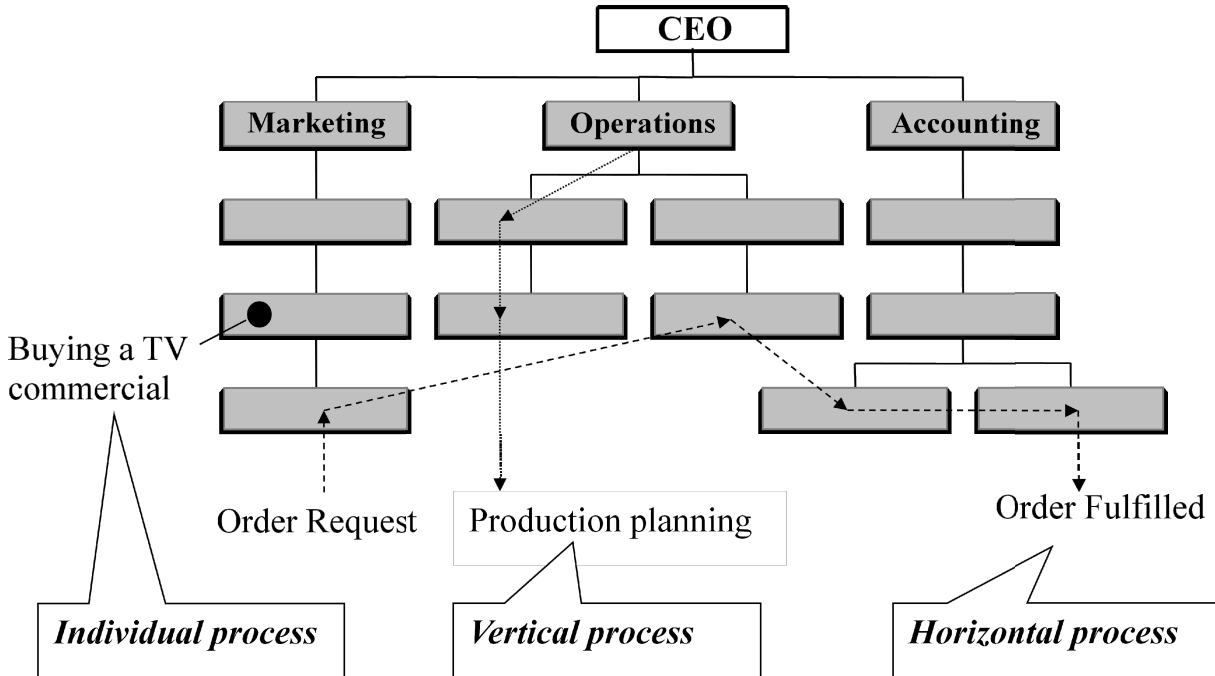 CEO
Marketing
Operations
Accounting
Buying a TV
commercial
Order Request
Production planning
Order Fulfilled
Individual process
Vertical process
Horizontal process